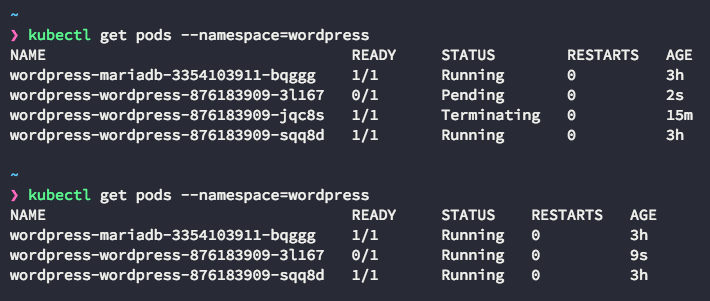 ~
❯ kubectl get pods --namespace=wordpress
NAME READY STATUS RESTARTS AGE
wordpress-mariadb-3354103911-bqggg 1/1 Running 0 3h
wordpress-wordpress-876183909-3l167 0/1 Pending 0 2s
wordpress-wordpress-876183909-jqc8s 1/1 Terminating 0 15m
wordpress-wordpress-876183909-sqq8d 1/1 Running 0 3h
~
❯ kubectl get pods --namespace=wordpress
NAME READY STATUS RESTARTS AGE
wordpress-mariadb-3354103911-bqggg 1/1 Running 0 3h
wordpress-wordpress-876183909-3l167 0/1 Running 0 9s
wordpress-wordpress-876183909-sqq8d 1/1 Running 0 3h